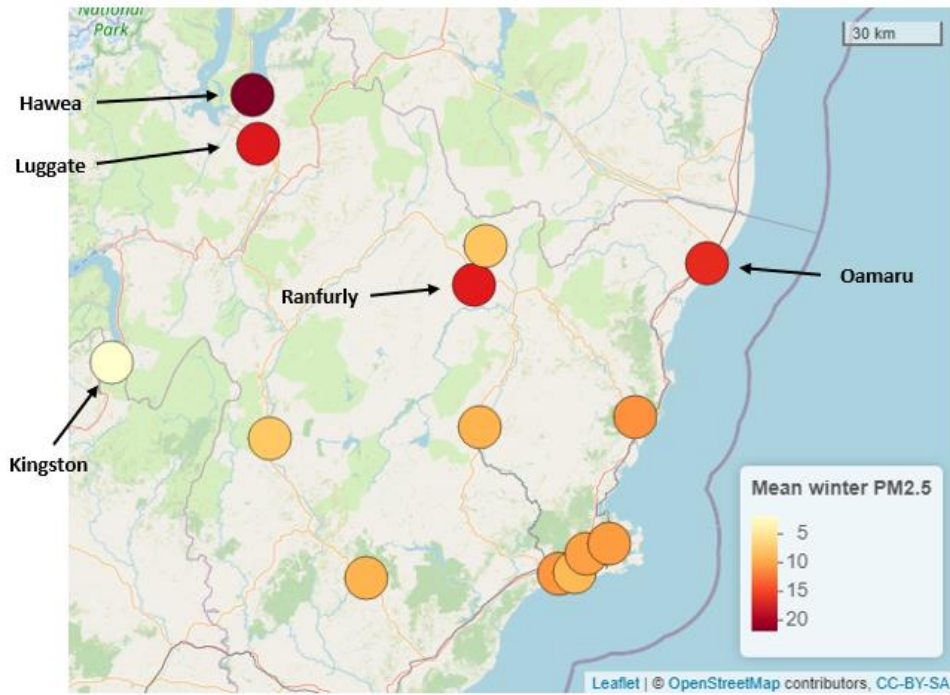 National
Park
30 km
Hawea
Luggate
Ranfurly
Oamaru
Kingston
Mean winter PM2.5
5
10
15
20
Leaflet | © OpenStreetMap contributors, CC-BY-SA